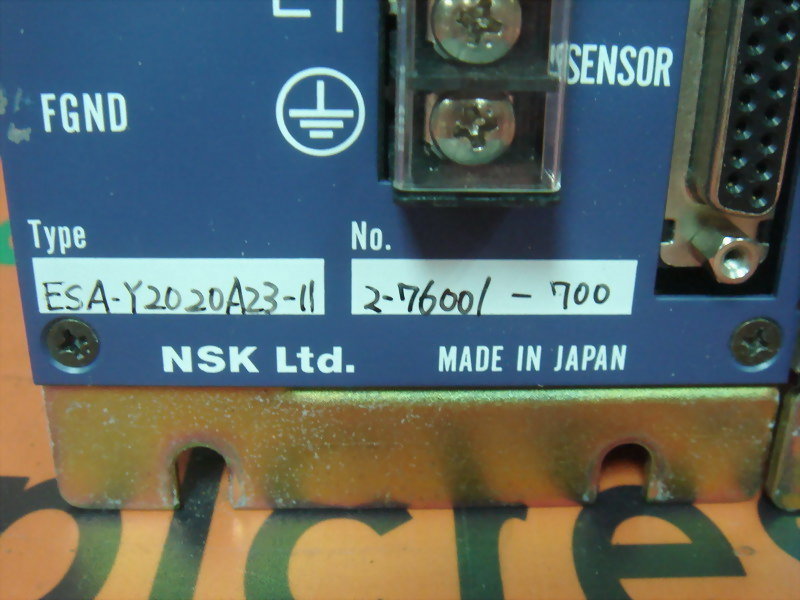 SENSOR
FGND
Type No.
ESA-Y2020A23-11 2-76001-700
NSK Ltd. MADE IN JAPAN